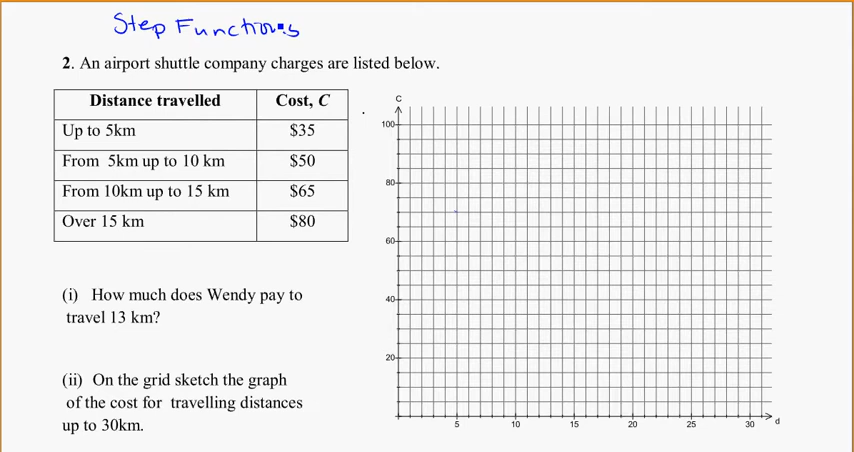 Step Functions
2. An airport shuttle company charges are listed below.
Distance travelled Cost, C
Up to 5km $35
From 5km up to 10 km $50
From 10km up to 15 km $65
Over 15 km $80
(i) How much does Wendy pay to
travel 13 km?
(ii) On the grid sketch the graph
of the cost for travelling distances
up to 30km.
C
100
80
60
40
20
5 10 15 20 25 30 d